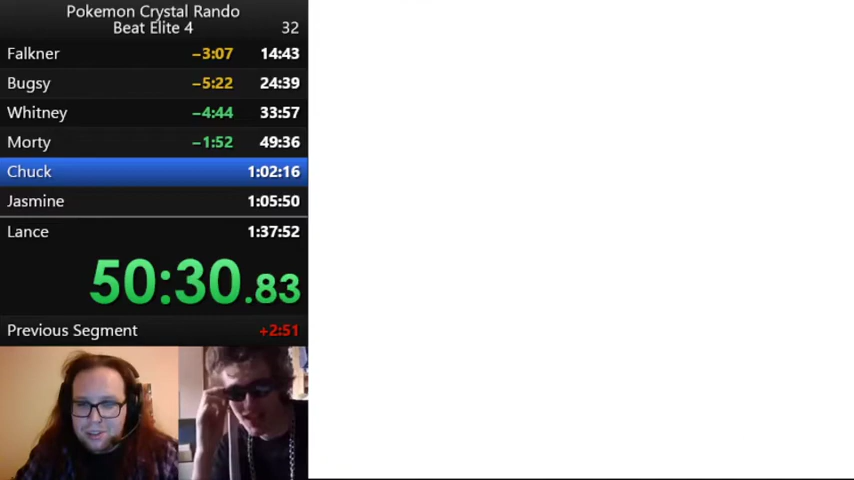 Pokemon Crystal Rando
Beat Elite 4 32
Falkner −3:07 14:43
Bugsy −5:22 24:39
Whitney −4:44 33:57
Morty −1:52 49:36
Chuck 1:02:16
Jasmine 1:05:50
Lance 1:37:52
50:30.83
Previous Segment +2:51